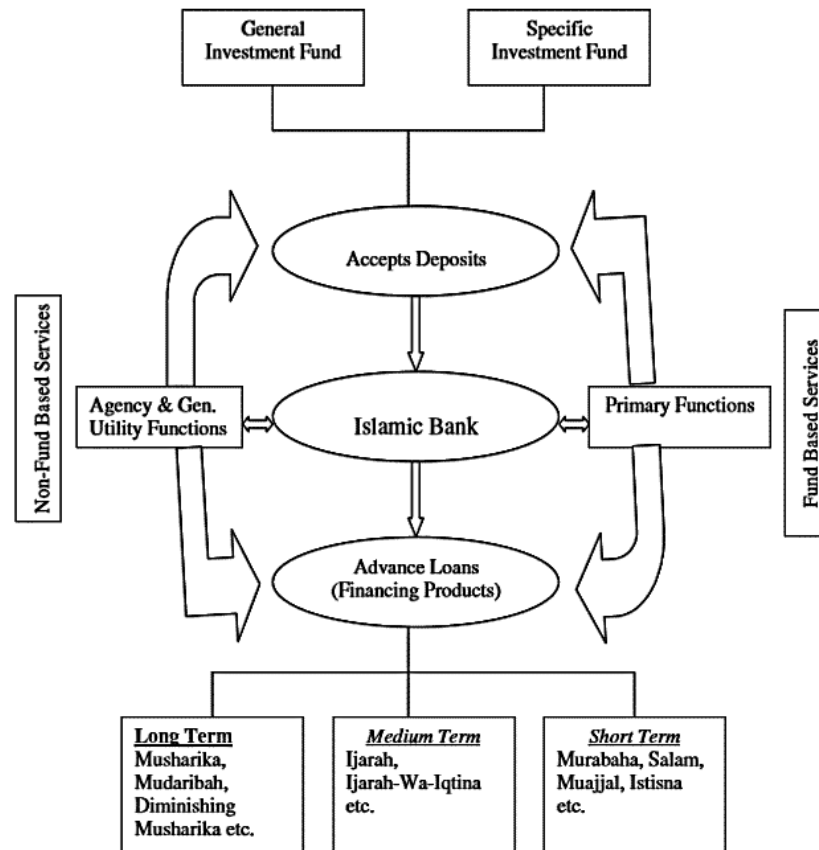 General
Investment Fund
Specific
Investment Fund
Accepts Deposits
Non-Fund Based Services
Agency & Gen.
Utility Functions
Islamic Bank
Primary Functions
Fund Based Services
Advance Loans
(Financing Products)
Long Term
Musharika,
Mudaribah,
Diminishing
Musharika etc.
Medium Term
Ijarah,
Ijarah-Wa-Iqtina
etc.
Short Term
Murabaha, Salam,
Muajjal, Istisna
etc.